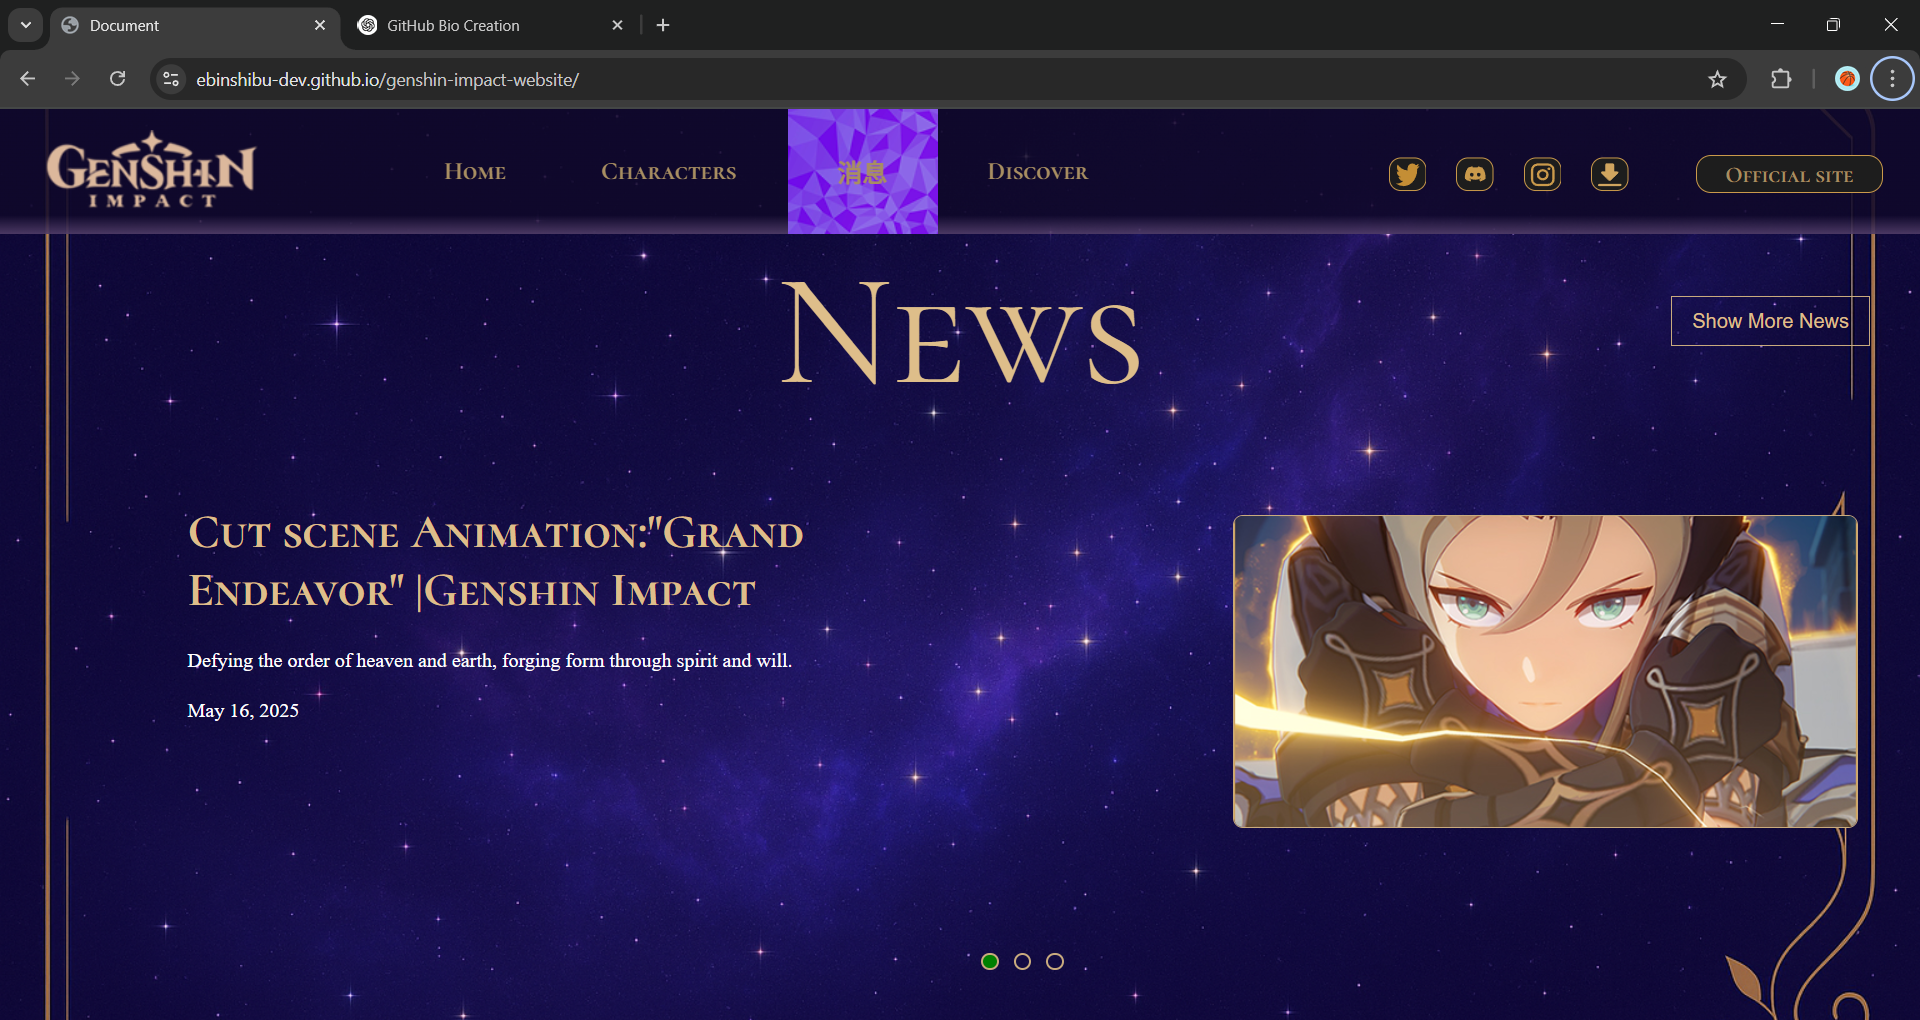 Document
GitHub Bio Creation
ebinshibu-dev.github.io/genshin-impact-website/
GENSHIN
IMPACT
Home
Characters
消息
Discover
Official site
News
Show More News
Cut scene Animation:"Grand
Endeavor" |Genshin Impact
Defying the order of heaven and earth, forging form through spirit and will.
May 16, 2025